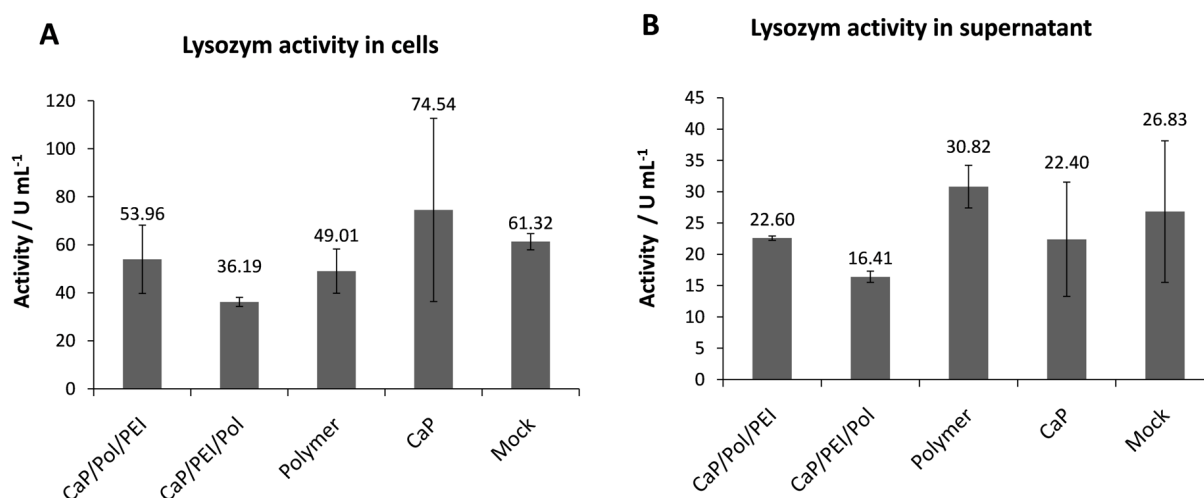 A
Lysozym activity in cells
Activity / U mL⁻¹
120
100
80
60
40
20
0
53.96
36.19
49.01
74.54
61.32
CaP/Pol/PEI
CaP/PEI/Pol
Polymer
CaP
Mock
B
Lysozym activity in supernatant
Activity / U mL⁻¹
45
40
35
30
25
20
15
10
5
0
22.60
16.41
30.82
22.40
26.83
CaP/Pol/PEI
CaP/PEI/Pol
Polymer
CaP
Mock